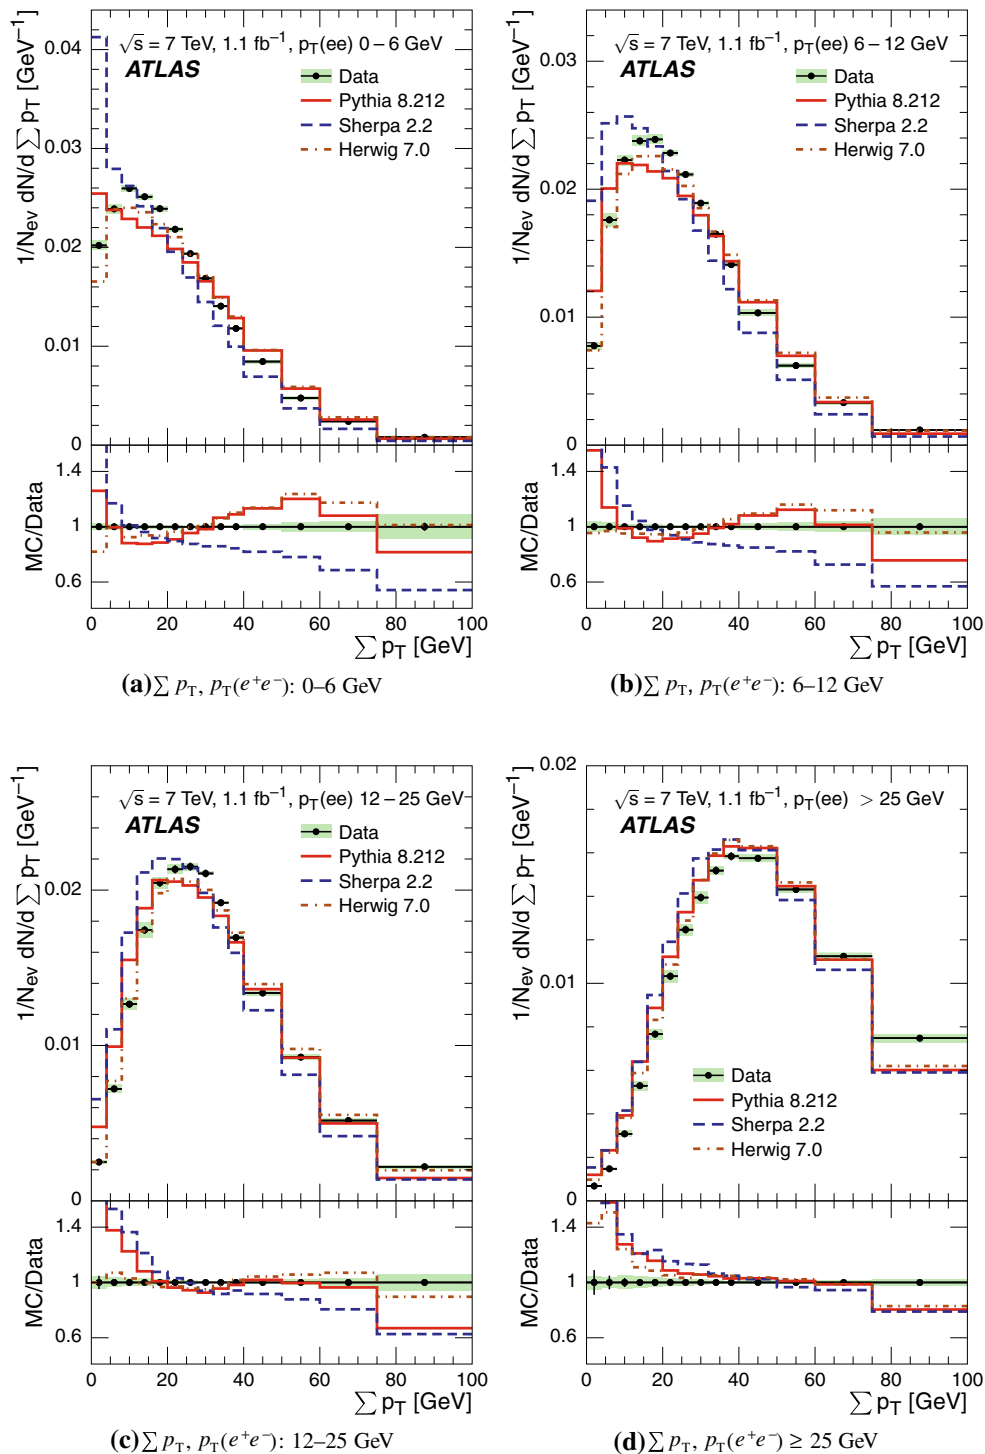 √s = 7 TeV, 1.1 fb⁻¹, pT(ee) 0 – 6 GeV
ATLAS
Data
Pythia 8.212
Sherpa 2.2
Herwig 7.0
1/Nev dN/d∑ pT [GeV⁻¹]
0.04
0.03
0.02
0.01
0
MC/Data
1.4
1
0.6
0 20 40 60 80 100
∑ pT [GeV]
(a) ∑ pT, pT(e⁺e⁻): 0–6 GeV
√s = 7 TeV, 1.1 fb⁻¹, pT(ee) 6 – 12 GeV
ATLAS
Data
Pythia 8.212
Sherpa 2.2
Herwig 7.0
1/Nev dN/d∑ pT [GeV⁻¹]
0.03
0.02
0.01
0
MC/Data
1.4
1
0.6
0 20 40 60 80 100
∑ pT [GeV]
(b) ∑ pT, pT(e⁺e⁻): 6–12 GeV
√s = 7 TeV, 1.1 fb⁻¹, pT(ee) 12 – 25 GeV
ATLAS
Data
Pythia 8.212
Sherpa 2.2
Herwig 7.0
1/Nev dN/d∑ pT [GeV⁻¹]
0.02
0.01
0
MC/Data
1.4
1
0.6
0 20 40 60 80 100
∑ pT [GeV]
(c) ∑ pT, pT(e⁺e⁻): 12–25 GeV
0.02
√s = 7 TeV, 1.1 fb⁻¹, pT(ee) > 25 GeV
ATLAS
1/Nev dN/d∑ pT [GeV⁻¹]
0.01
Data
Pythia 8.212
Sherpa 2.2
Herwig 7.0
0
MC/Data
1.4
1
0.6
0 20 40 60 80 100
∑ pT [GeV]
(d) ∑ pT, pT(e⁺e⁻) ≥ 25 GeV